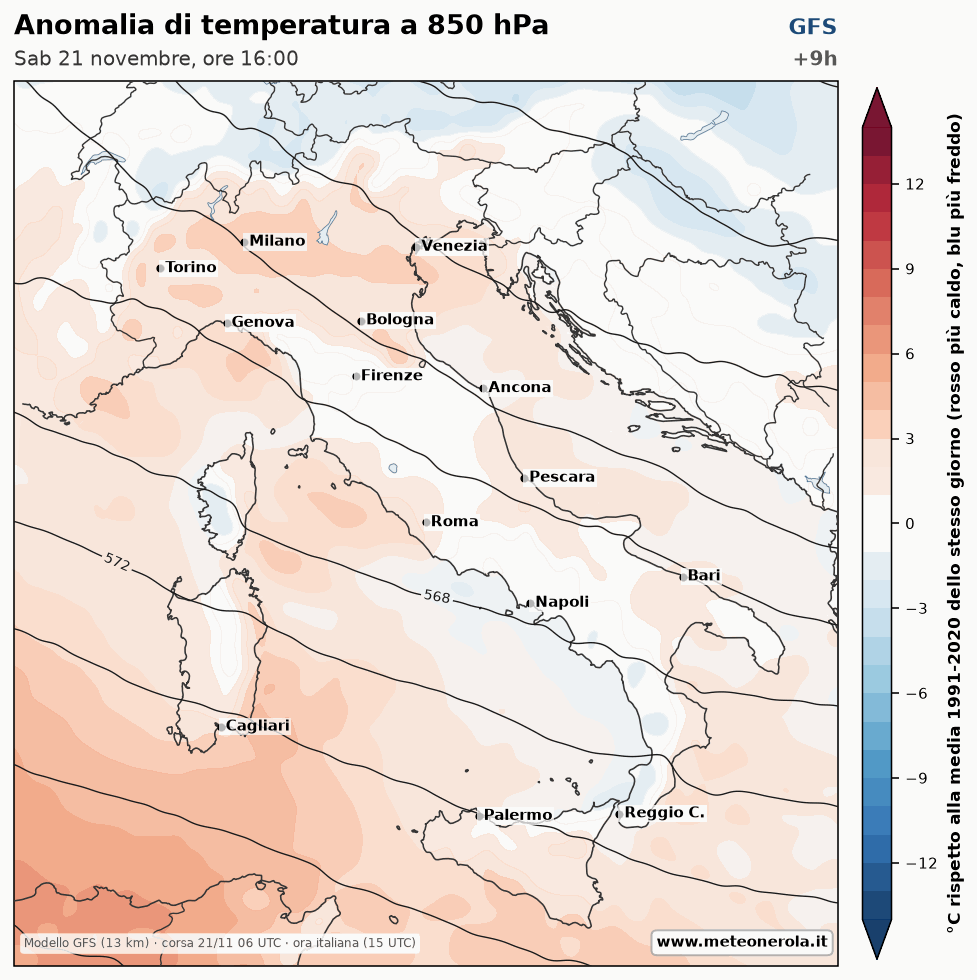 Anomalia di temperatura a 850 hPa
GFS
Sab 21 novembre, ore 16:00
+9h
Milano
Venezia
Torino
Genova
Bologna
Firenze
Ancona
Pescara
Roma
572
568
Bari
Napoli
Cagliari
Palermo
Reggio C.
Modello GFS (13 km) · corsa 21/11 06 UTC · ora italiana (15 UTC)
www.meteonerola.it
12
9
6
3
0
−3
−6
−9
−12
°C rispetto alla media 1991-2020 dello stesso giorno (rosso più caldo, blu più freddo)